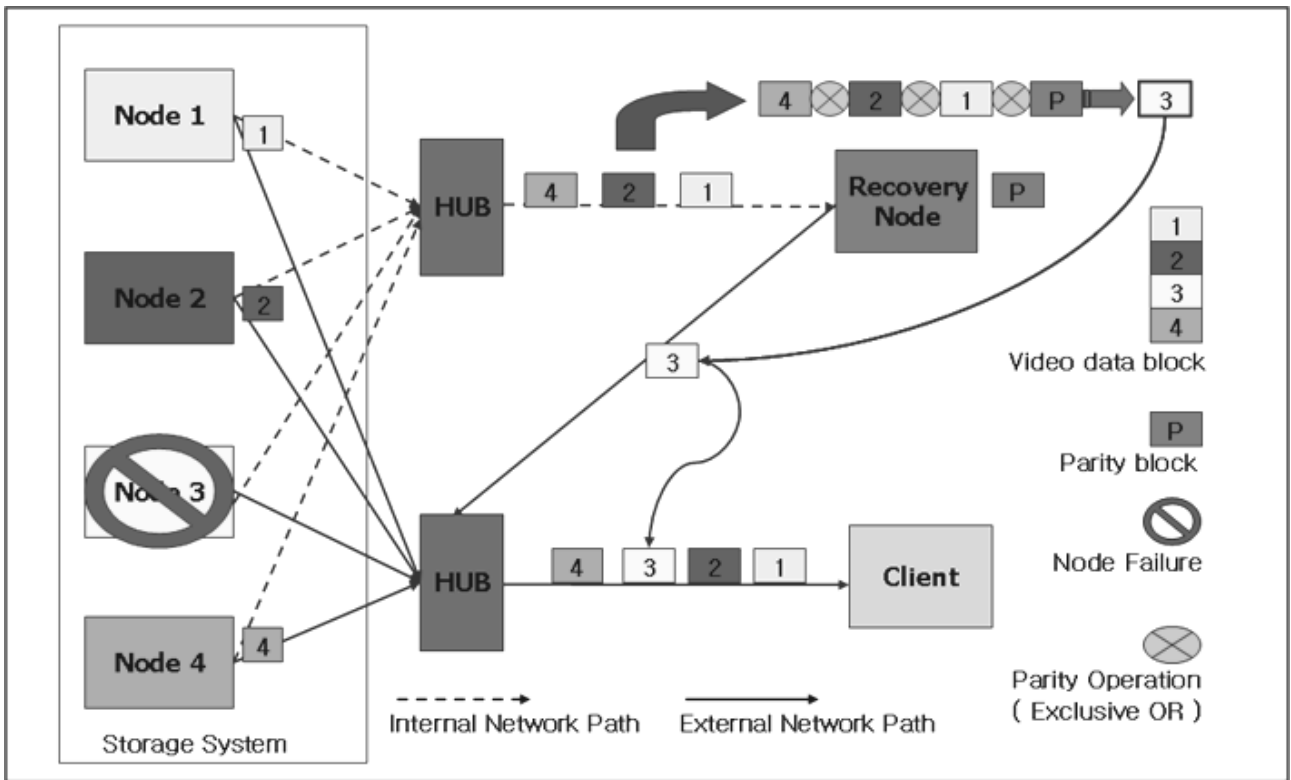 4 2 1 P 3
Node 1
1
HUB
4 2 1
Recovery
Node
P
1
2
3
4
Video data block
Node 2
2
3
P
Parity block
Node 3
HUB
4 3 2 1
Client
Node Failure
Node 4
4
Parity Operation
( Exclusive OR )
Internal Network Path
External Network Path
Storage System